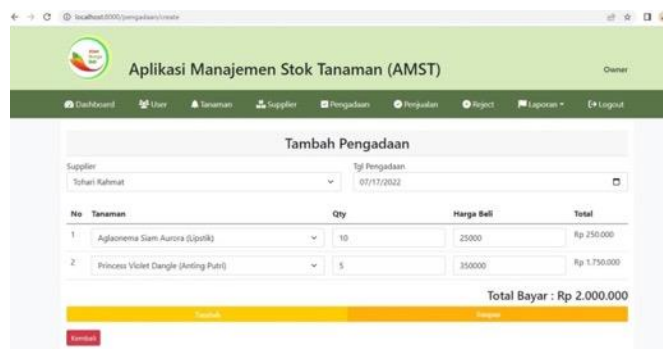 localhost:8000/pengadaan/create
Aplikasi Manajemen Stok Tanaman (AMST)
Owner
Dashboard User Tanaman Supplier Pengadaan Penjualan Reject Laporan Logout
Tambah Pengadaan
Supplier Tgl Pengadaan
Tohari Rahmat 07/17/2022
No Tanaman Qty Harga Beli Total
1 Aglaonema Siam Aurora (Lipstik) 10 25000 Rp 250.000
2 Princess Violet Dangle (Anting Putri) 5 350000 Rp 1.750.000
Total Bayar : Rp 2.000.000
Tambah Simpan
Kembali